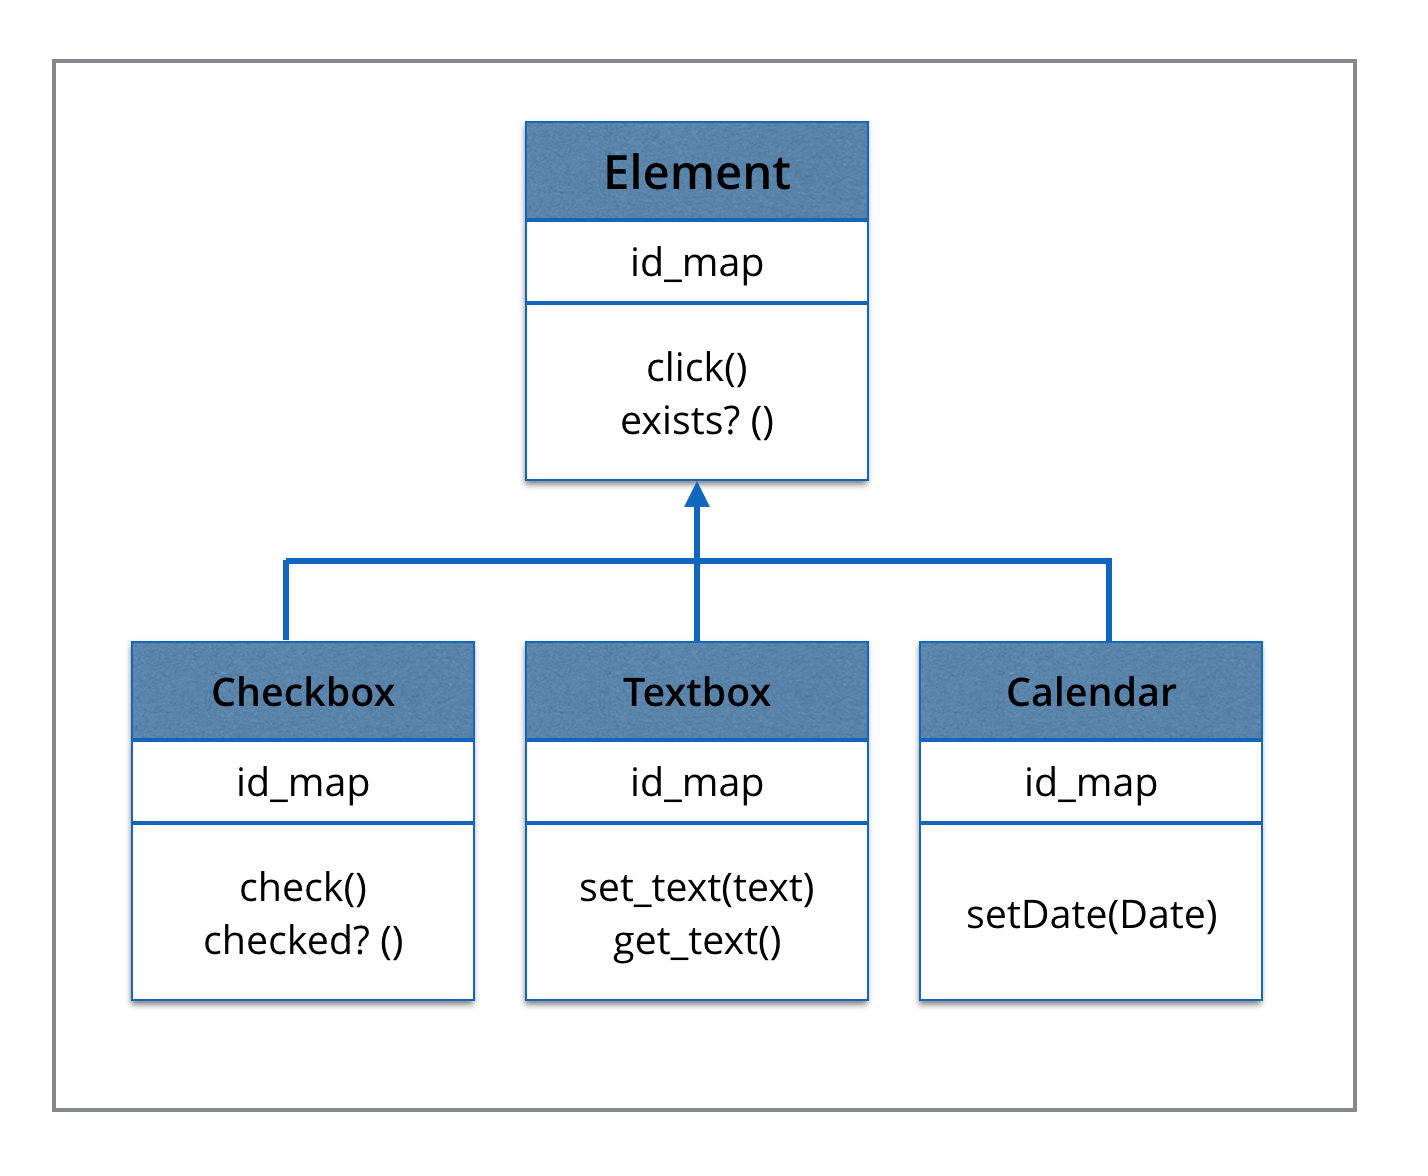 Element
id_map
click()
exists? ()
Checkbox
id_map
check()
checked? ()
Textbox
id_map
set_text(text)
get_text()
Calendar
id_map
setDate(Date)